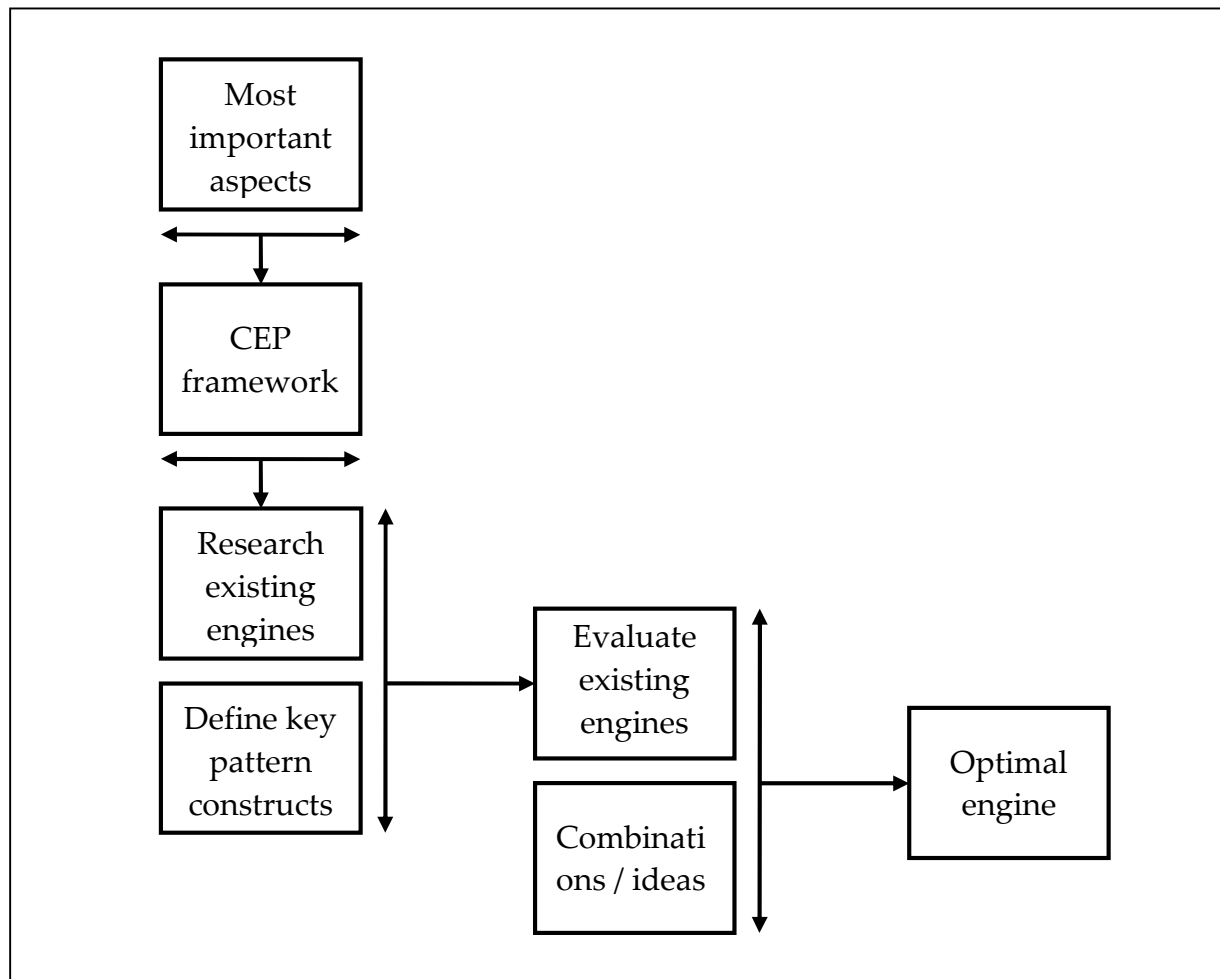 Most
important
aspects
CEP
framework
Research
existing
engines
Define key
pattern
constructs
Evaluate
existing
engines
Combinati
ons / ideas
Optimal
engine